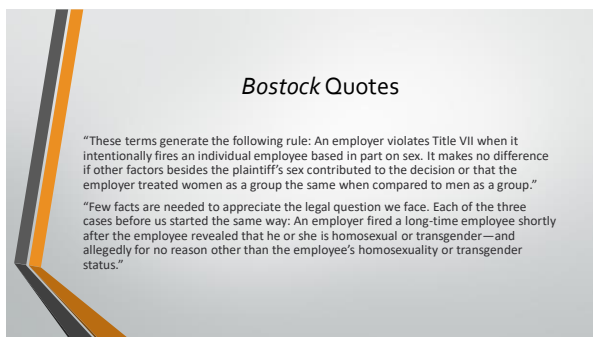 Bostock Quotes
“These terms generate the following rule: An employer violates Title VII when it
intentionally fires an individual employee based in part on sex. It makes no difference
if other factors besides the plaintiff’s sex contributed to the decision or that the
employer treated women as a group the same when compared to men as a group.”
“Few facts are needed to appreciate the legal question we face. Each of the three
cases before us started the same way: An employer fired a long-time employee shortly
after the employee revealed that he or she is homosexual or transgender—and
allegedly for no reason other than the employee’s homosexuality or transgender
status.”